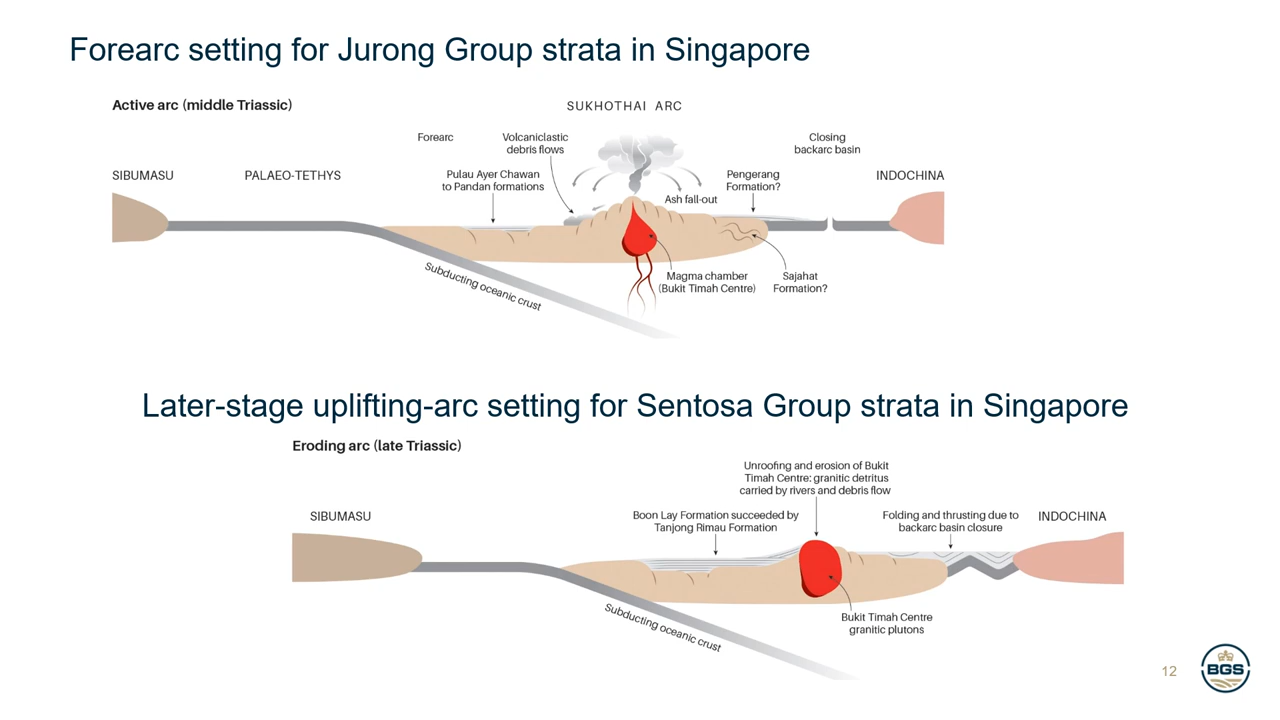 Forearc setting for Jurong Group strata in Singapore
Active arc (middle Triassic)
SUKHOTHAI ARC
Forearc
Volcaniclastic
debris flows
Closing
backarc basin
SIBUMASU
PALAEO-TETHYS
Pulau Ayer Chawan
to Pandan formations
Pengerang
Formation?
INDOCHINA
Ash fall-out
Subducting oceanic crust
Magma chamber
(Bukit Timah Centre)
Sajahat
Formation?
Later-stage uplifting-arc setting for Sentosa Group strata in Singapore
Eroding arc (late Triassic)
Unroofing and erosion of Bukit
Timah Centre: granitic detritus
carried by rivers and debris flow
SIBUMASU
Boon Lay Formation succeeded by
Tanjong Rimau Formation
Folding and thrusting due to
backarc basin closure
INDOCHINA
Subducting oceanic crust
Bukit Timah Centre
granitic plutons
12
BGS